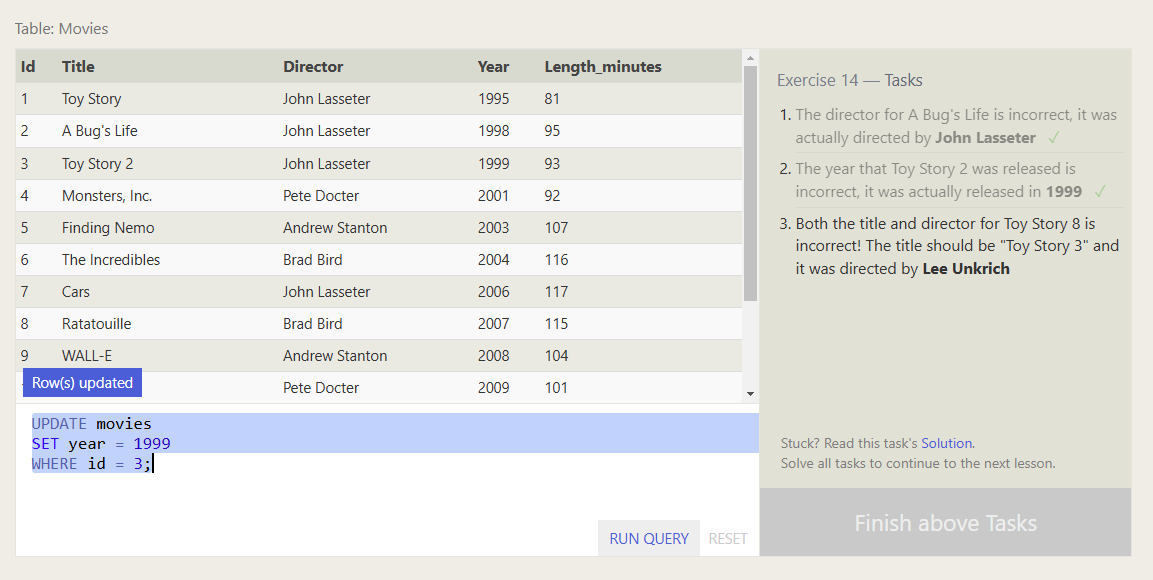 Table: Movies
Id Title Director Year Length_minutes
1 Toy Story John Lasseter 1995 81
2 A Bug's Life John Lasseter 1998 95
3 Toy Story 2 John Lasseter 1999 93
4 Monsters, Inc. Pete Docter 2001 92
5 Finding Nemo Andrew Stanton 2003 107
6 The Incredibles Brad Bird 2004 116
7 Cars John Lasseter 2006 117
8 Ratatouille Brad Bird 2007 115
9 WALL-E Andrew Stanton 2008 104
Pete Docter 2009 101
Row(s) updated
UPDATE movies
SET year = 1999
WHERE id = 3;
RUN QUERY RESET
Exercise 14 — Tasks
1. The director for A Bug's Life is incorrect, it was
actually directed by John Lasseter ✓
2. The year that Toy Story 2 was released is
incorrect, it was actually released in 1999 ✓
3. Both the title and director for Toy Story 8 is
incorrect! The title should be "Toy Story 3" and
it was directed by Lee Unkrich
Stuck? Read this task's Solution.
Solve all tasks to continue to the next lesson.
Finish above Tasks